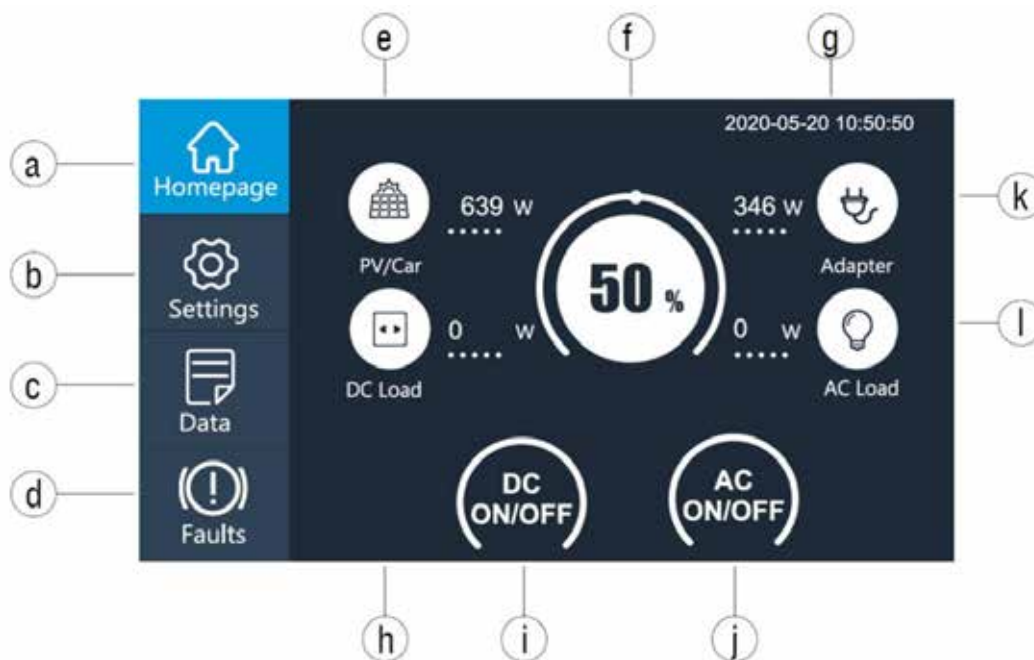 e
f
g
2020-05-20 10:50:50
a
Homepage
639 W
346 W
k
PV/Car
Adapter
b
Settings
50 %
0 W
0 W
l
DC Load
AC Load
c
Data
d
Faults
DC
ON/OFF
AC
ON/OFF
h
i
j